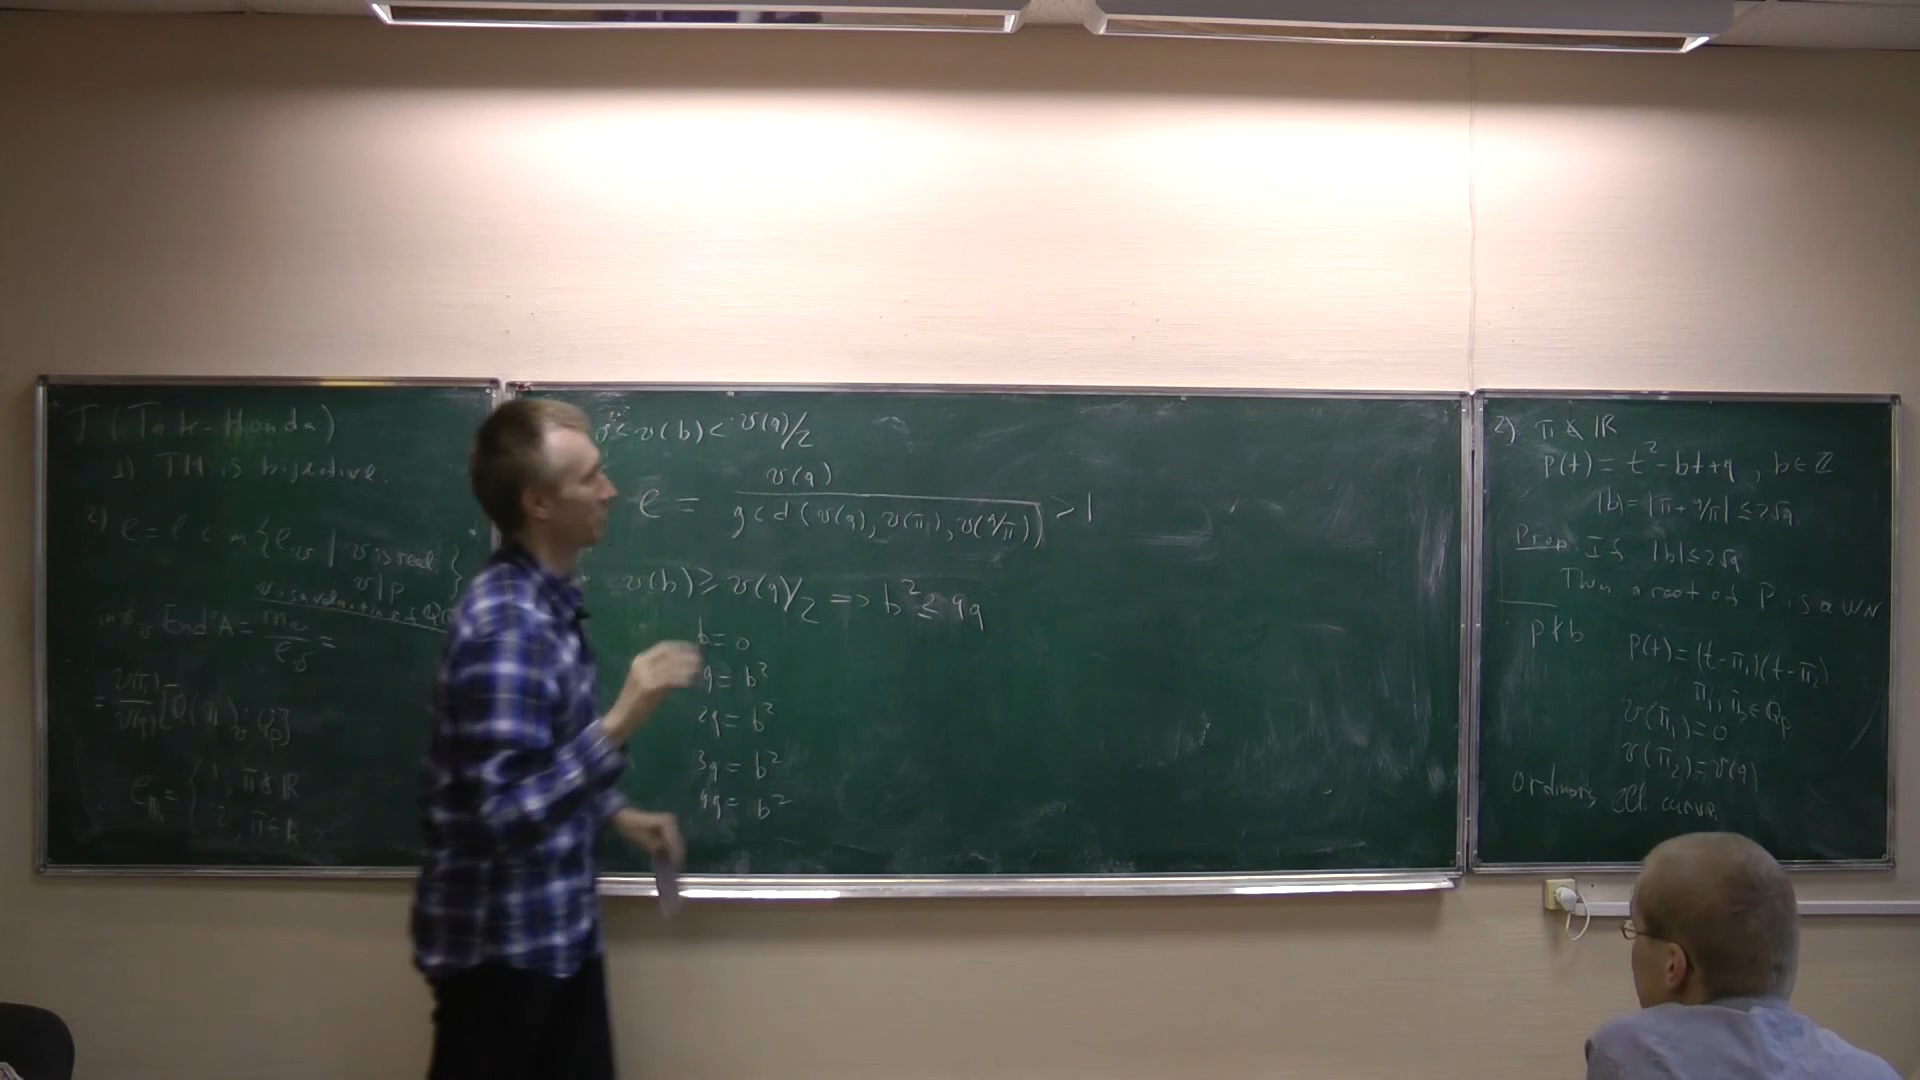 T (Tate-Honda)
1) TH is bijective.
2) e = l c m { e_v | v is real
v | p }
v is a valuation of Q(
inv_v End°A = m_v / e_v =
= v(π) / v(q) [Q(π)_v : Q_p]
e_R = { 1, π ∉ R
2, π ∈ R
0 < v(b) < v(q)/2
e = v(q) / gcd(v(q), v(π), v(q/π)) > 1
v(b) ≥ v(q)/2 => b² ≤ 4q
b = 0
q = b²
2q = b²
3q = b²
4q = b²
2) π ∉ R
P(t) = t² - bt + q, b ∈ Z
|b| = |π + q/π| ≤ 2√q
Prop. If |b| ≤ 2√q
Then a root of P is a WN
p ∤ b
P(t) = (t - π₁)(t - π₂)
π₁, π₂ ∈ Q_p
v(π₁) = 0
v(π₂) = v(q)
ordinary ell. curve